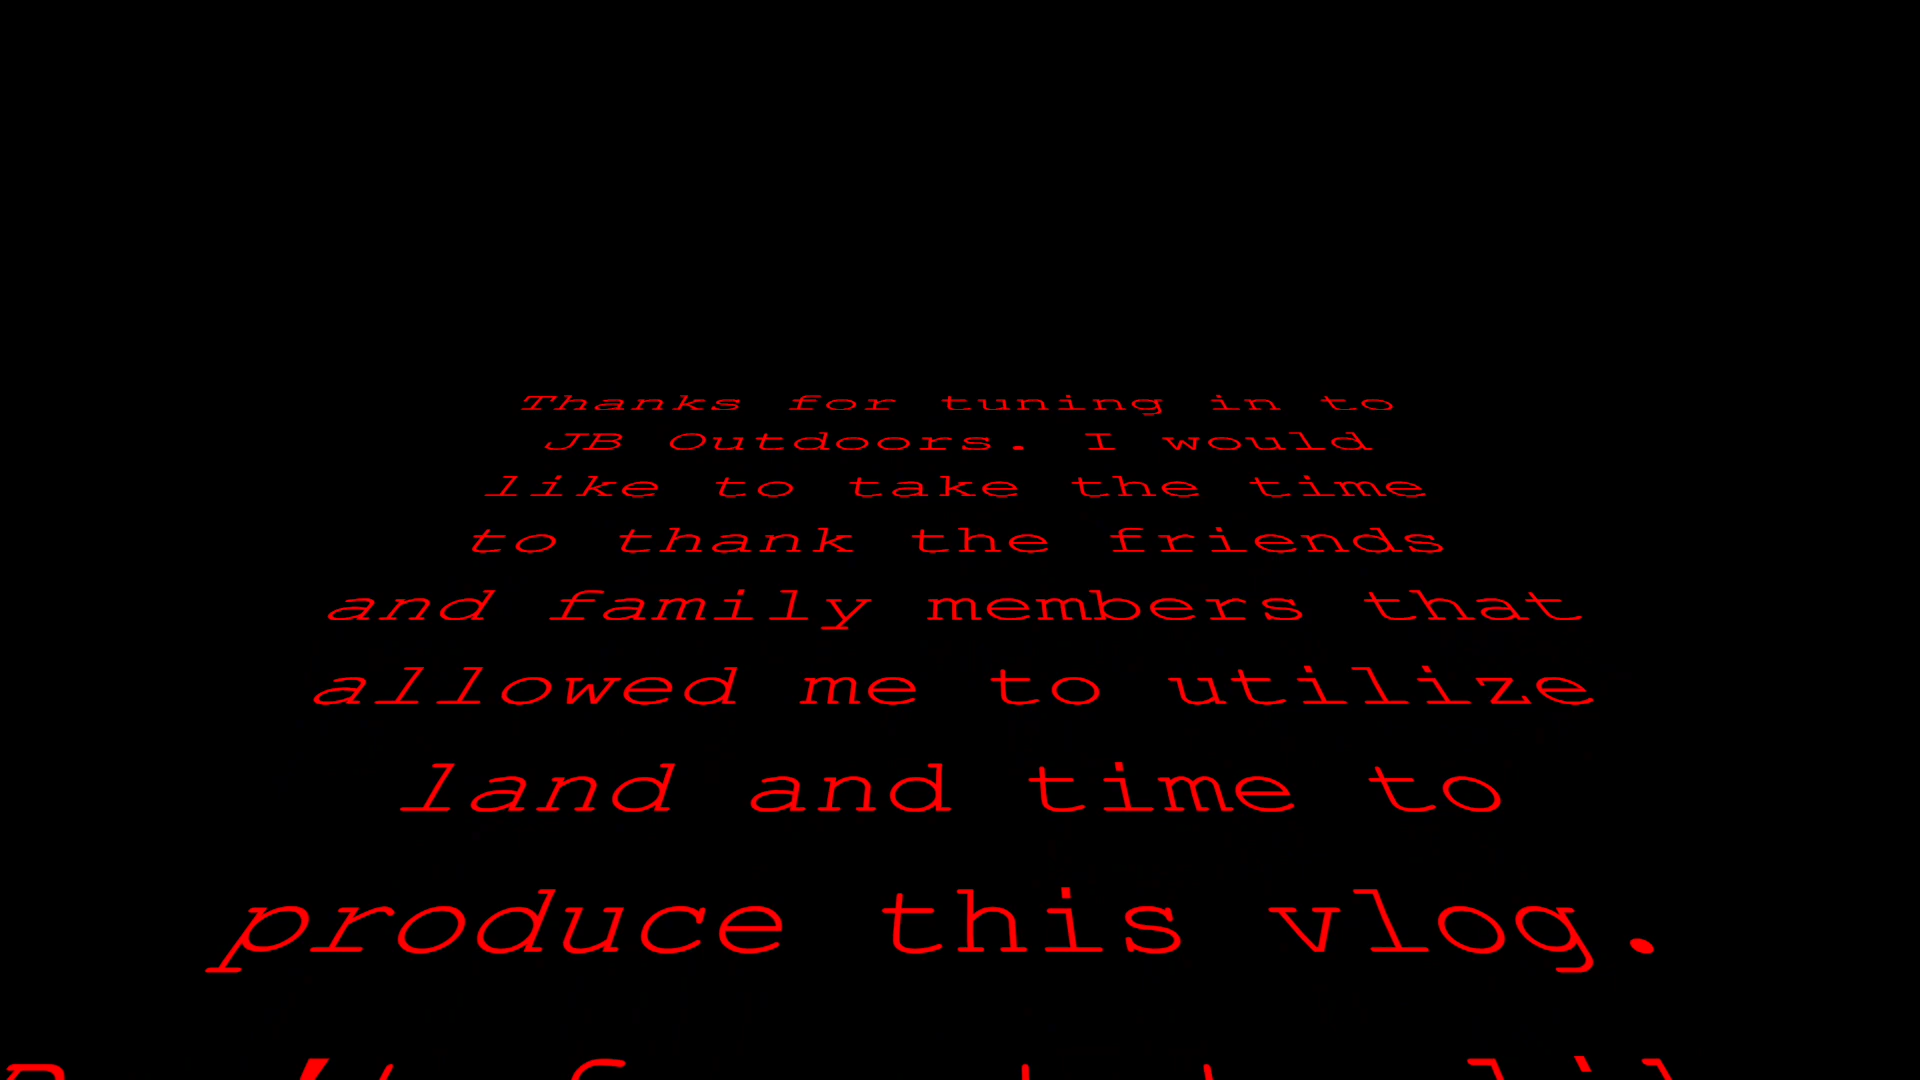 Thanks for tuning in to
JB Outdoors. I would
like to take the time
to thank the friends
and family members that
allowed me to utilize
land and time to
produce this vlog.